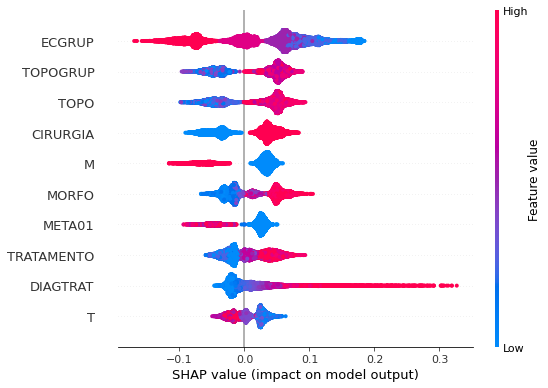 High
ECGRUP
TOPOGRUP
TOPO
CIRURGIA
M
MORFO
META01
TRATAMENTO
DIAGTRAT
T
Feature value
Low
−0.1 0.0 0.1 0.2 0.3
SHAP value (impact on model output)